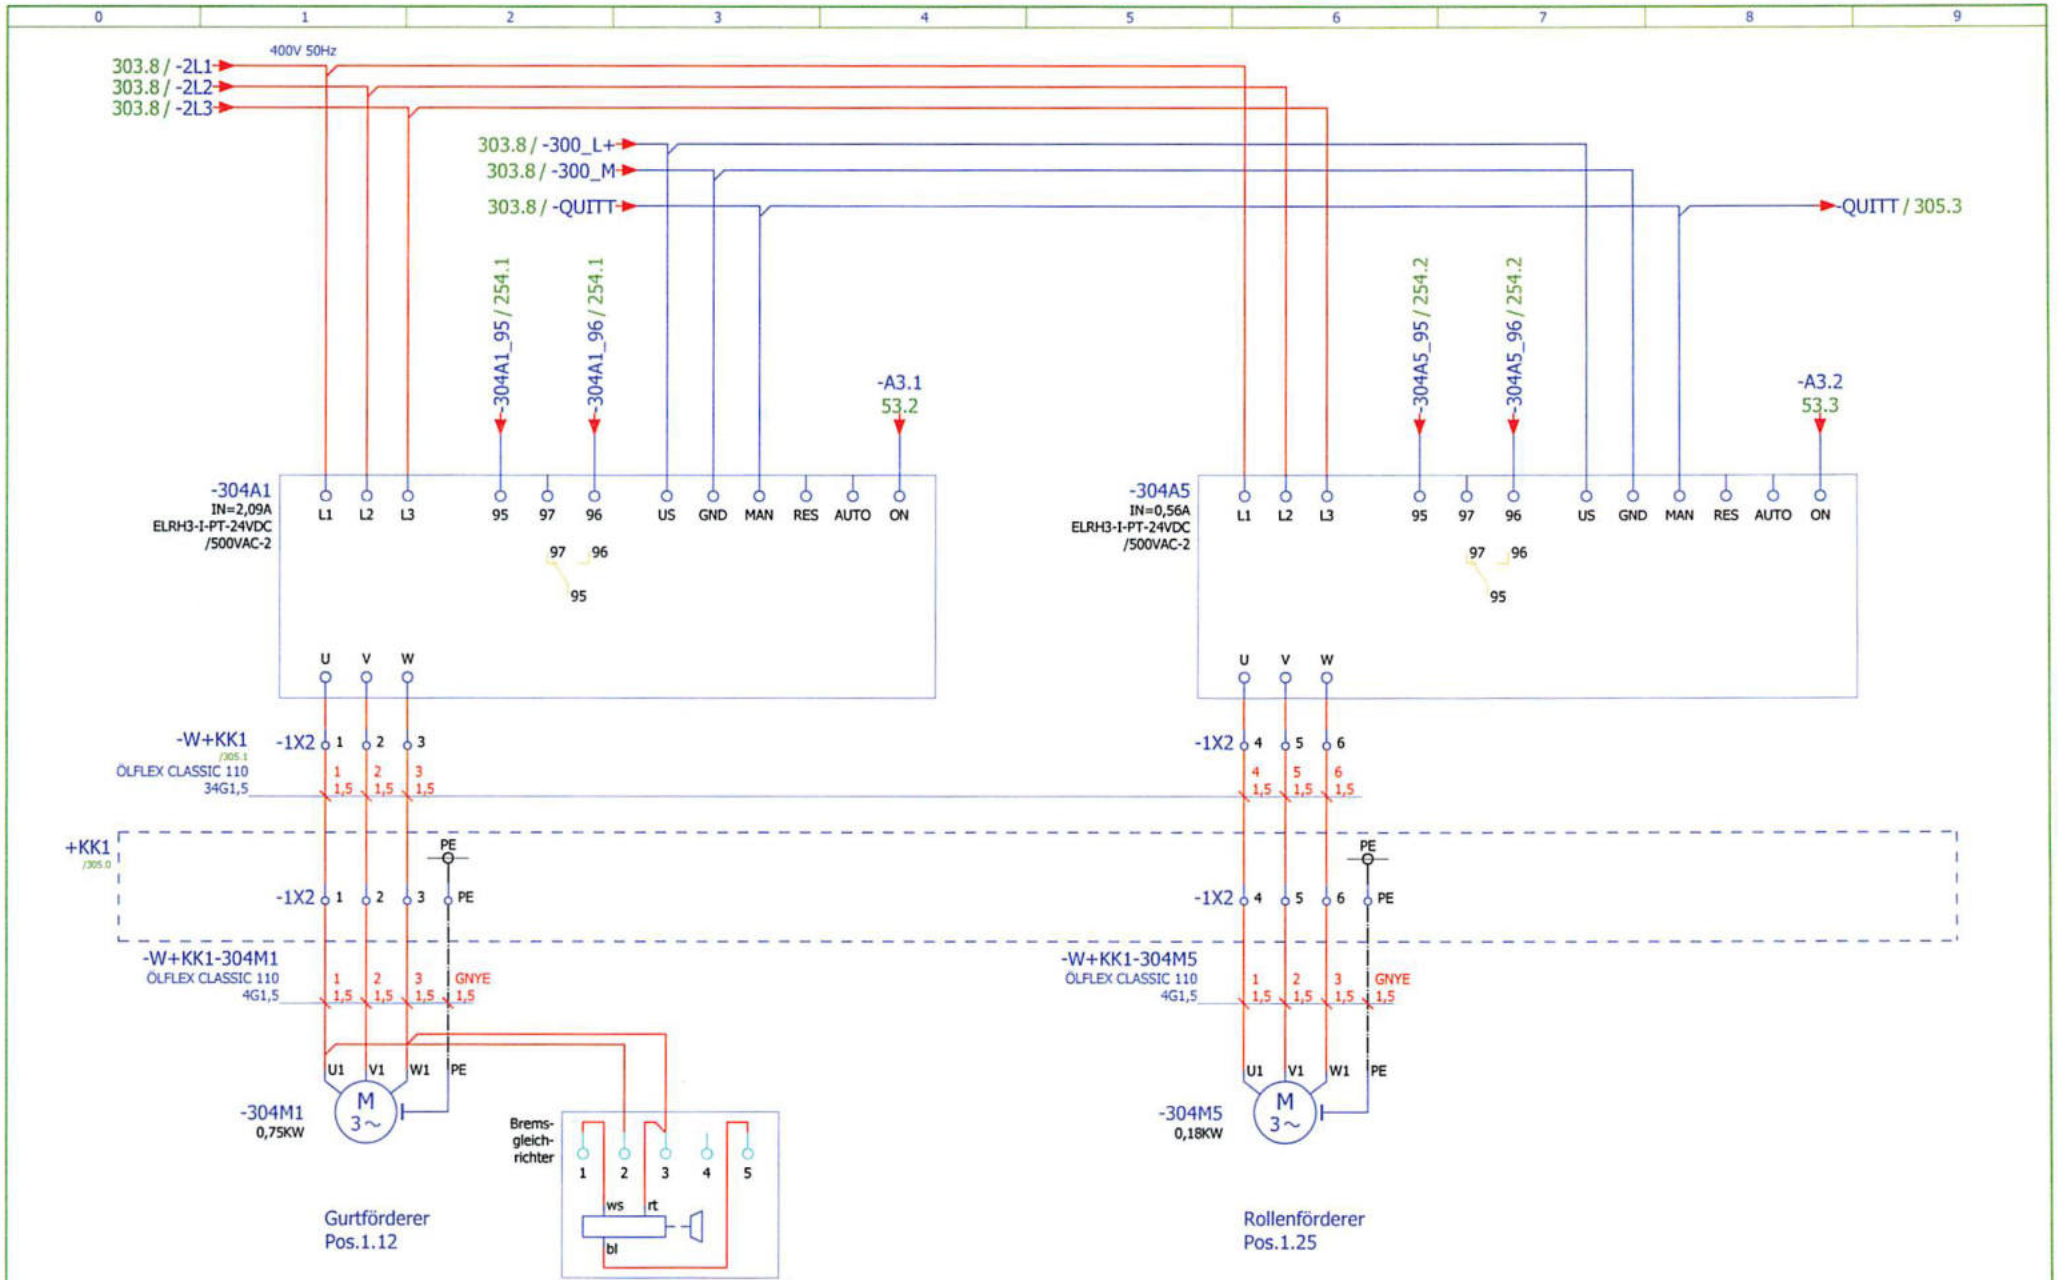 0 1 2 3 4 5 6 7 8 9
400V 50Hz
303.8 / -2L1
303.8 / -2L2
303.8 / -2L3
303.8 / -300_L+
303.8 / -300_M
303.8 / -QUITT
-QUITT / 305.3
-304A1_95 / 254.1
-304A1_96 / 254.1
-A3.1
53.2
-304A5_95 / 254.2
-304A5_96 / 254.2
-A3.2
53.3
-304A1
IN=2,09A
ELRH3-I-PT-24VDC
/500VAC-2
L1 L2 L3 95 97 96 US GND MAN RES AUTO ON
97 96
95
U V W
-304A5
IN=0,56A
ELRH3-I-PT-24VDC
/500VAC-2
L1 L2 L3 95 97 96 US GND MAN RES AUTO ON
97 96
95
U V W
-W+KK1
/305.1
ÖLFLEX CLASSIC 110
34G1,5
-1X2 1 2 3
1 2 3
1,5 1,5 1,5
-1X2 4 5 6
4 5 6
1,5 1,5 1,5
+KK1
/305.0
PE
-1X2 1 2 3 PE
PE
-1X2 4 5 6 PE
-W+KK1-304M1
ÖLFLEX CLASSIC 110
4G1,5
1 2 3 GNYE
1,5 1,5 1,5 1,5
-W+KK1-304M5
ÖLFLEX CLASSIC 110
4G1,5
1 2 3 GNYE
1,5 1,5 1,5 1,5
U1 V1 W1 PE
-304M1
0,75KW
M
3~
U1 V1 W1 PE
-304M5
0,18KW
M
3~
Brems-
gleich-
richter
1 2 3 4 5
ws rt
bl
Gurtförderer
Pos.1.12
Rollenförderer
Pos.1.25